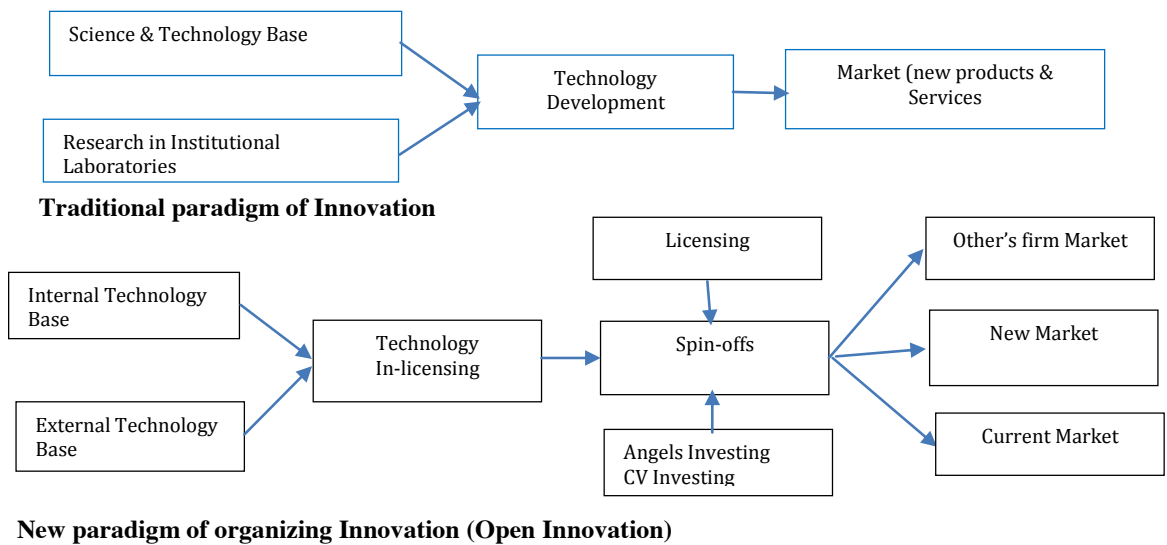 Science & Technology Base
Technology
Development
Market (new products &
Services
Research in Institutional
Laboratories
Traditional paradigm of Innovation
Licensing
Other's firm Market
Internal Technology
Base
Technology
In-licensing
Spin-offs
New Market
External Technology
Base
Angels Investing
CV Investing
Current Market
New paradigm of organizing Innovation (Open Innovation)